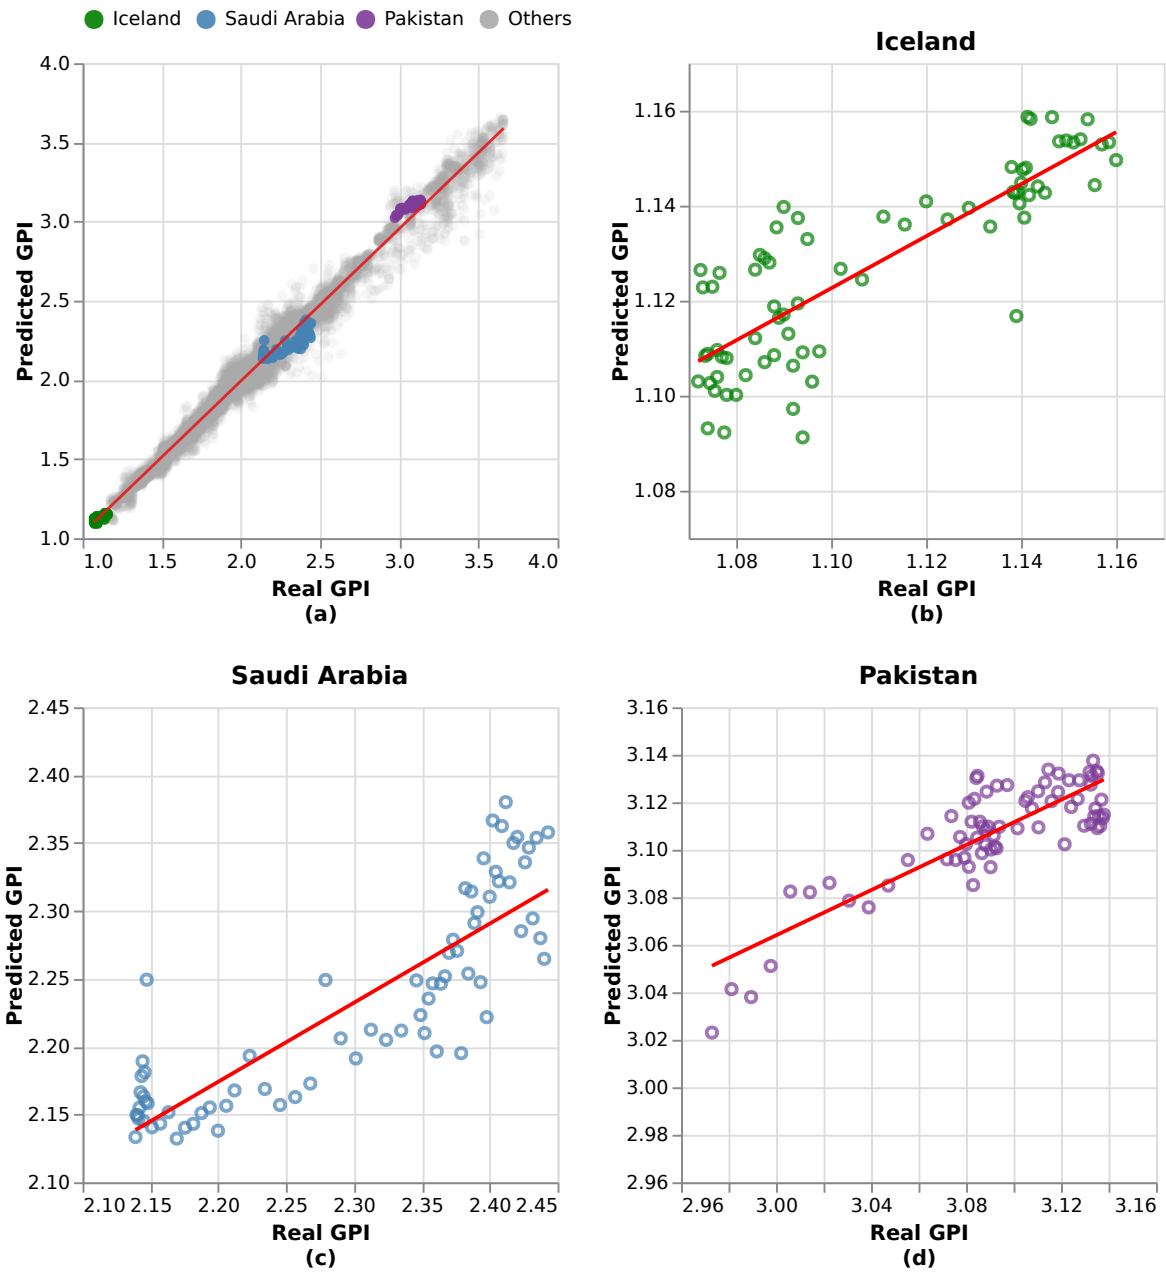 Iceland Saudi Arabia Pakistan Others
4.0
3.5
3.0
2.5
2.0
1.5
1.0
Predicted GPI
1.0 1.5 2.0 2.5 3.0 3.5 4.0
Real GPI
(a)
Iceland
1.16
1.14
1.12
1.10
1.08
Predicted GPI
1.08 1.10 1.12 1.14 1.16
Real GPI
(b)
Saudi Arabia
2.45
2.40
2.35
2.30
2.25
2.20
2.15
2.10
Predicted GPI
2.10 2.15 2.20 2.25 2.30 2.35 2.40 2.45
Real GPI
(c)
Pakistan
3.16
3.14
3.12
3.10
3.08
3.06
3.04
3.02
3.00
2.98
2.96
Predicted GPI
2.96 3.00 3.04 3.08 3.12 3.16
Real GPI
(d)